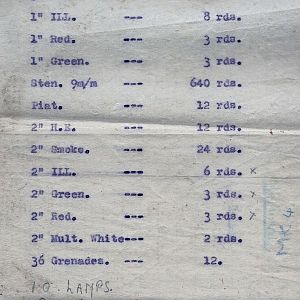 1" ILL. --- 8 rds.
1" Red. --- 3 rds.
1" Green. --- 3 rds.
Sten. 9m/m --- 640 rds.
Piat. --- 12 rds.
2" H.E. --- 12 rds.
2" Smoke. --- 24 rds.
2" ILL. --- 6 rds. x
2" Green. --- 3 rds. x
2" Red. --- 3 rds. x
2" Mult. White--- 2 rds.
36 Grenades. --- 12.
MK 4
LAMPS.